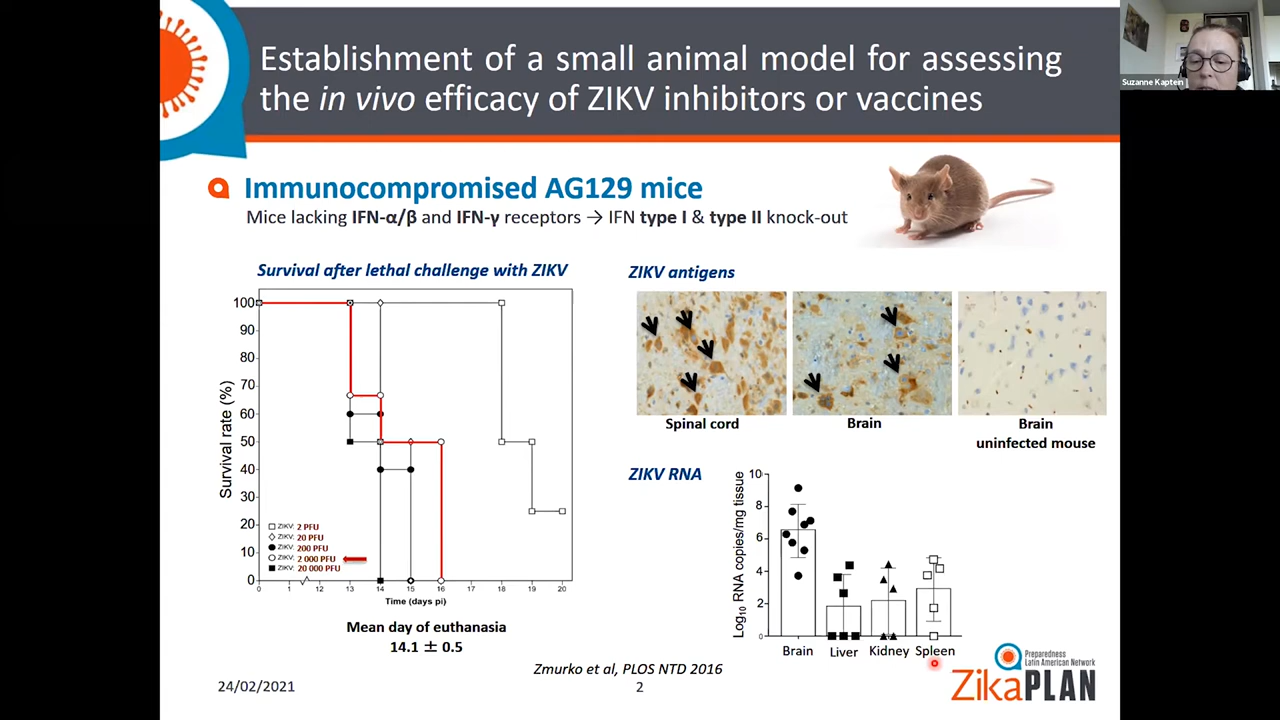 Establishment of a small animal model for assessing
the in vivo efficacy of ZIKV inhibitors or vaccines
Suzanne Kaptein
Immunocompromised AG129 mice
Mice lacking IFN-α/β and IFN-γ receptors → IFN type I & type II knock-out
Survival after lethal challenge with ZIKV
Survival rate (%)
100
90
80
70
60
50
40
30
20
10
0
ZIKV: 2 PFU
ZIKV: 20 PFU
ZIKV: 200 PFU
ZIKV: 2 000 PFU
ZIKV: 20 000 PFU
0 1 12 13 14 15 16 17 18 19 20
Time (days pi)
Mean day of euthanasia
14.1 ± 0.5
ZIKV antigens
Spinal cord
Brain
Brain
uninfected mouse
ZIKV RNA
Log10 RNA copies/mg tissue
10
8
6
4
2
0
Brain Liver Kidney Spleen
Zmurko et al, PLOS NTD 2016
24/02/2021
2
Preparedness
Latin American Network
ZikaPLAN